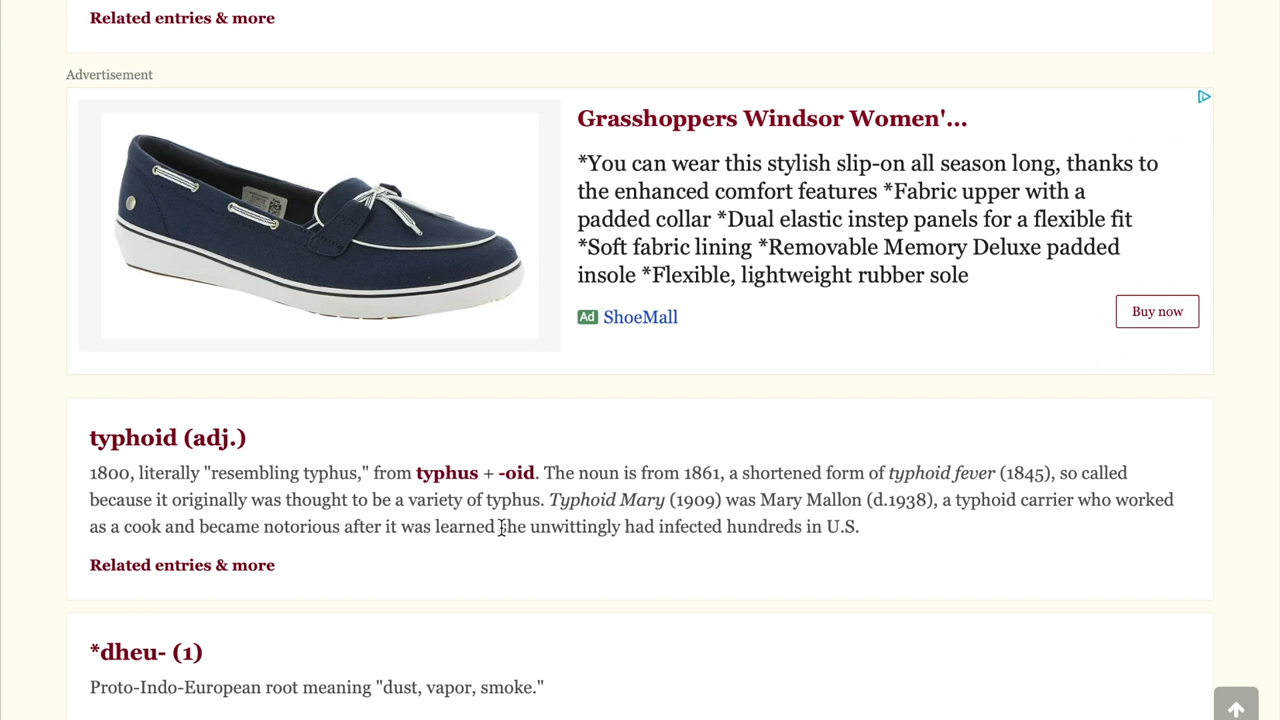 Related entries & more
Advertisement
Grasshoppers Windsor Women'...
*You can wear this stylish slip-on all season long, thanks to
the enhanced comfort features *Fabric upper with a
padded collar *Dual elastic instep panels for a flexible fit
*Soft fabric lining *Removable Memory Deluxe padded
insole *Flexible, lightweight rubber sole
Ad ShoeMall
Buy now
typhoid (adj.)
1800, literally "resembling typhus," from typhus + -oid. The noun is from 1861, a shortened form of typhoid fever (1845), so called
because it originally was thought to be a variety of typhus. Typhoid Mary (1909) was Mary Mallon (d.1938), a typhoid carrier who worked
as a cook and became notorious after it was learned she unwittingly had infected hundreds in U.S.
Related entries & more
*dheu- (1)
Proto-Indo-European root meaning "dust, vapor, smoke."